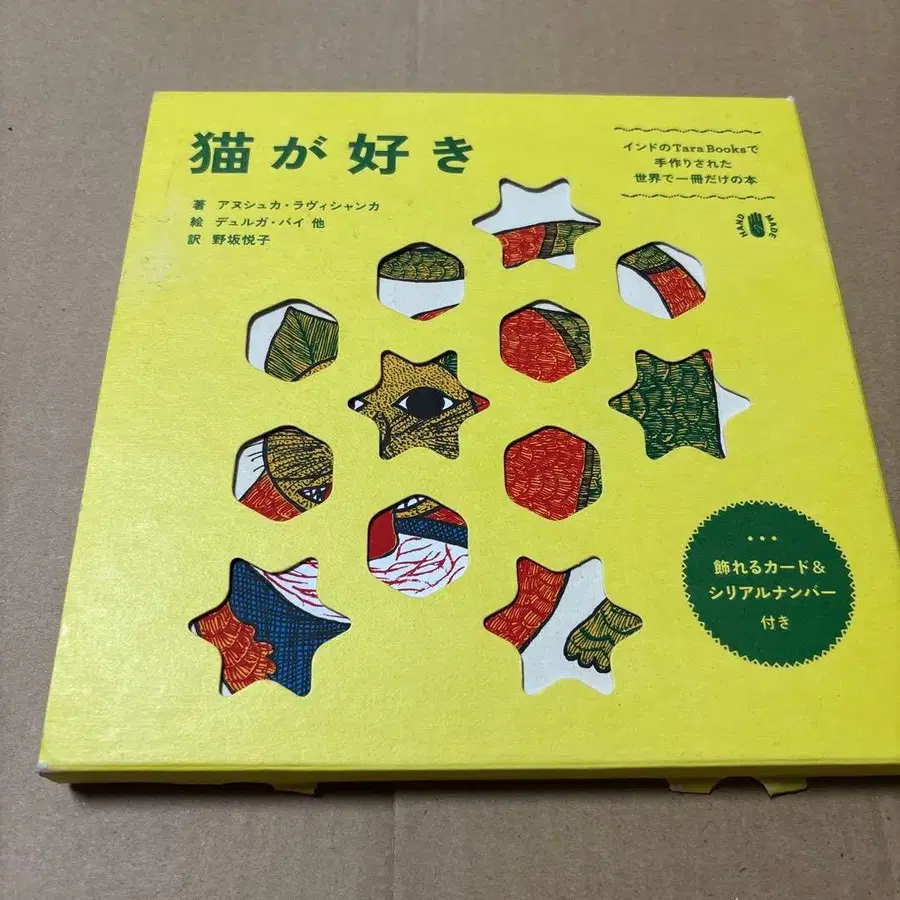 猫が好き
著 アヌシュカ・ラヴィシャンカ
絵 デュルガ・バイ 他
訳 野坂悦子
インドのTara Booksで
手作りされた
世界で一冊だけの本
HAND MADE
飾れるカード&
シリアルナンバー
付き